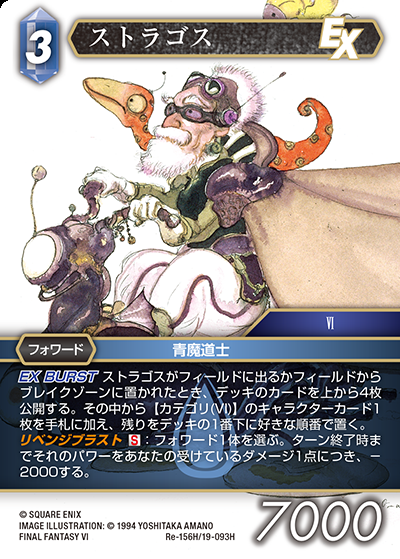 3
ストラゴス
EX
VI
フォワード
青魔道士
EX BURST ストラゴスがフィールドに出るかフィールドから
ブレイクゾーンに置かれたとき、デッキのカードを上から4枚
公開する。その中から【カテゴリ(VI)】のキャラクターカード1
枚を手札に加え、残りをデッキの1番下に好きな順番で置く。
リベンジブラスト S：フォワード1体を選ぶ。ターン終了時ま
でそれのパワーをあなたの受けているダメージ1点につき、－
2000する。
© SQUARE ENIX
IMAGE ILLUSTRATION: © 1994 YOSHITAKA AMANO
FINAL FANTASY VI
Re-156H/19-093H
7000